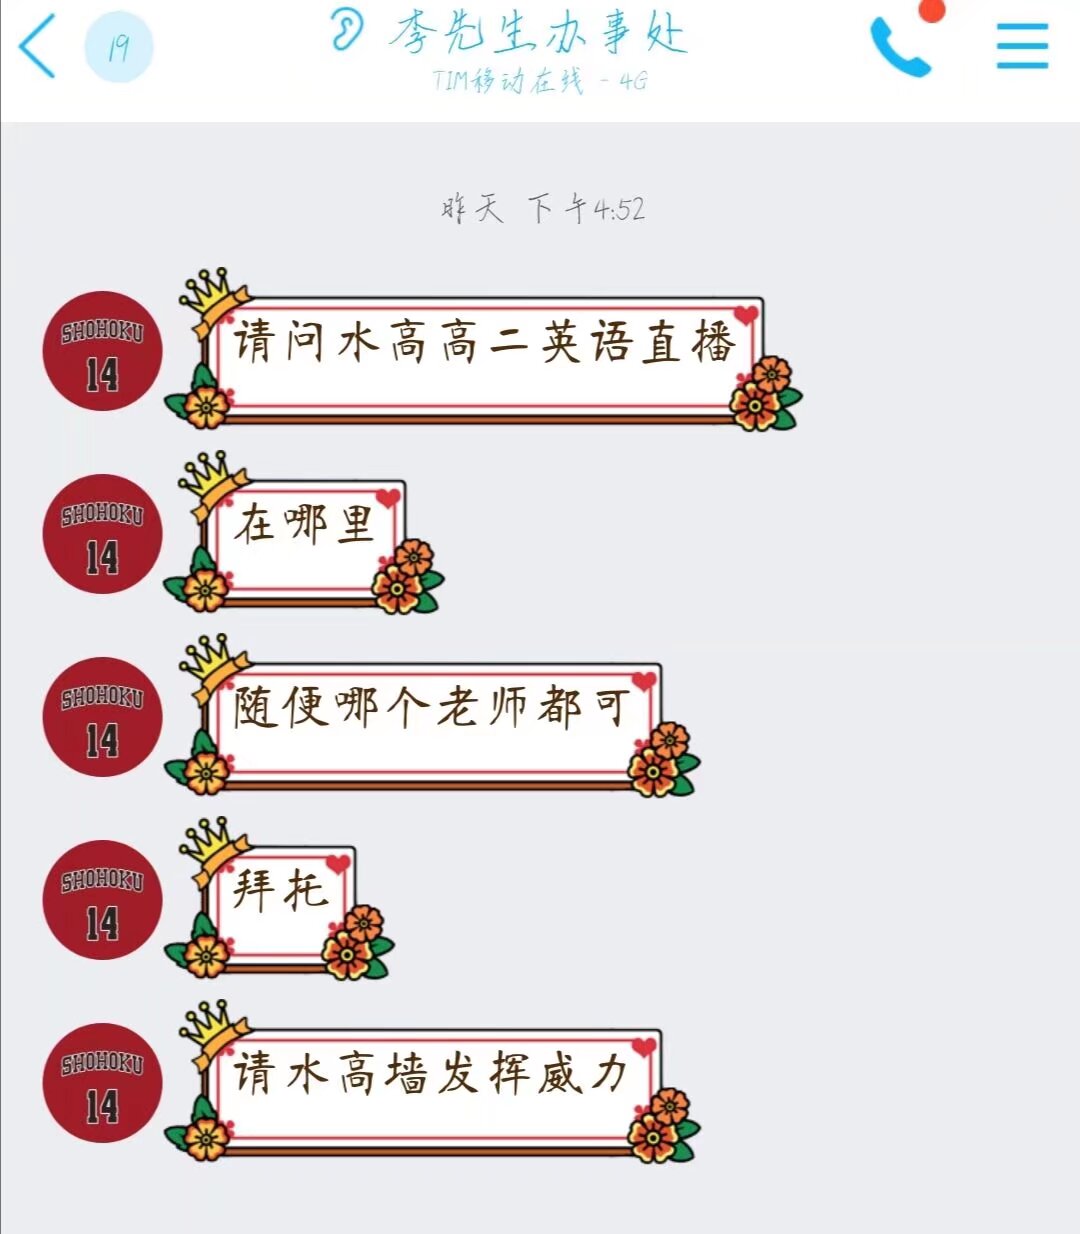 19
李先生办事处
TIM移动在线 - 4G
昨天 下午4:52
SHOHOKU
14
请问水高高二英语直播
SHOHOKU
14
在哪里
SHOHOKU
14
随便哪个老师都可
SHOHOKU
14
拜托
SHOHOKU
14
请水高墙发挥威力